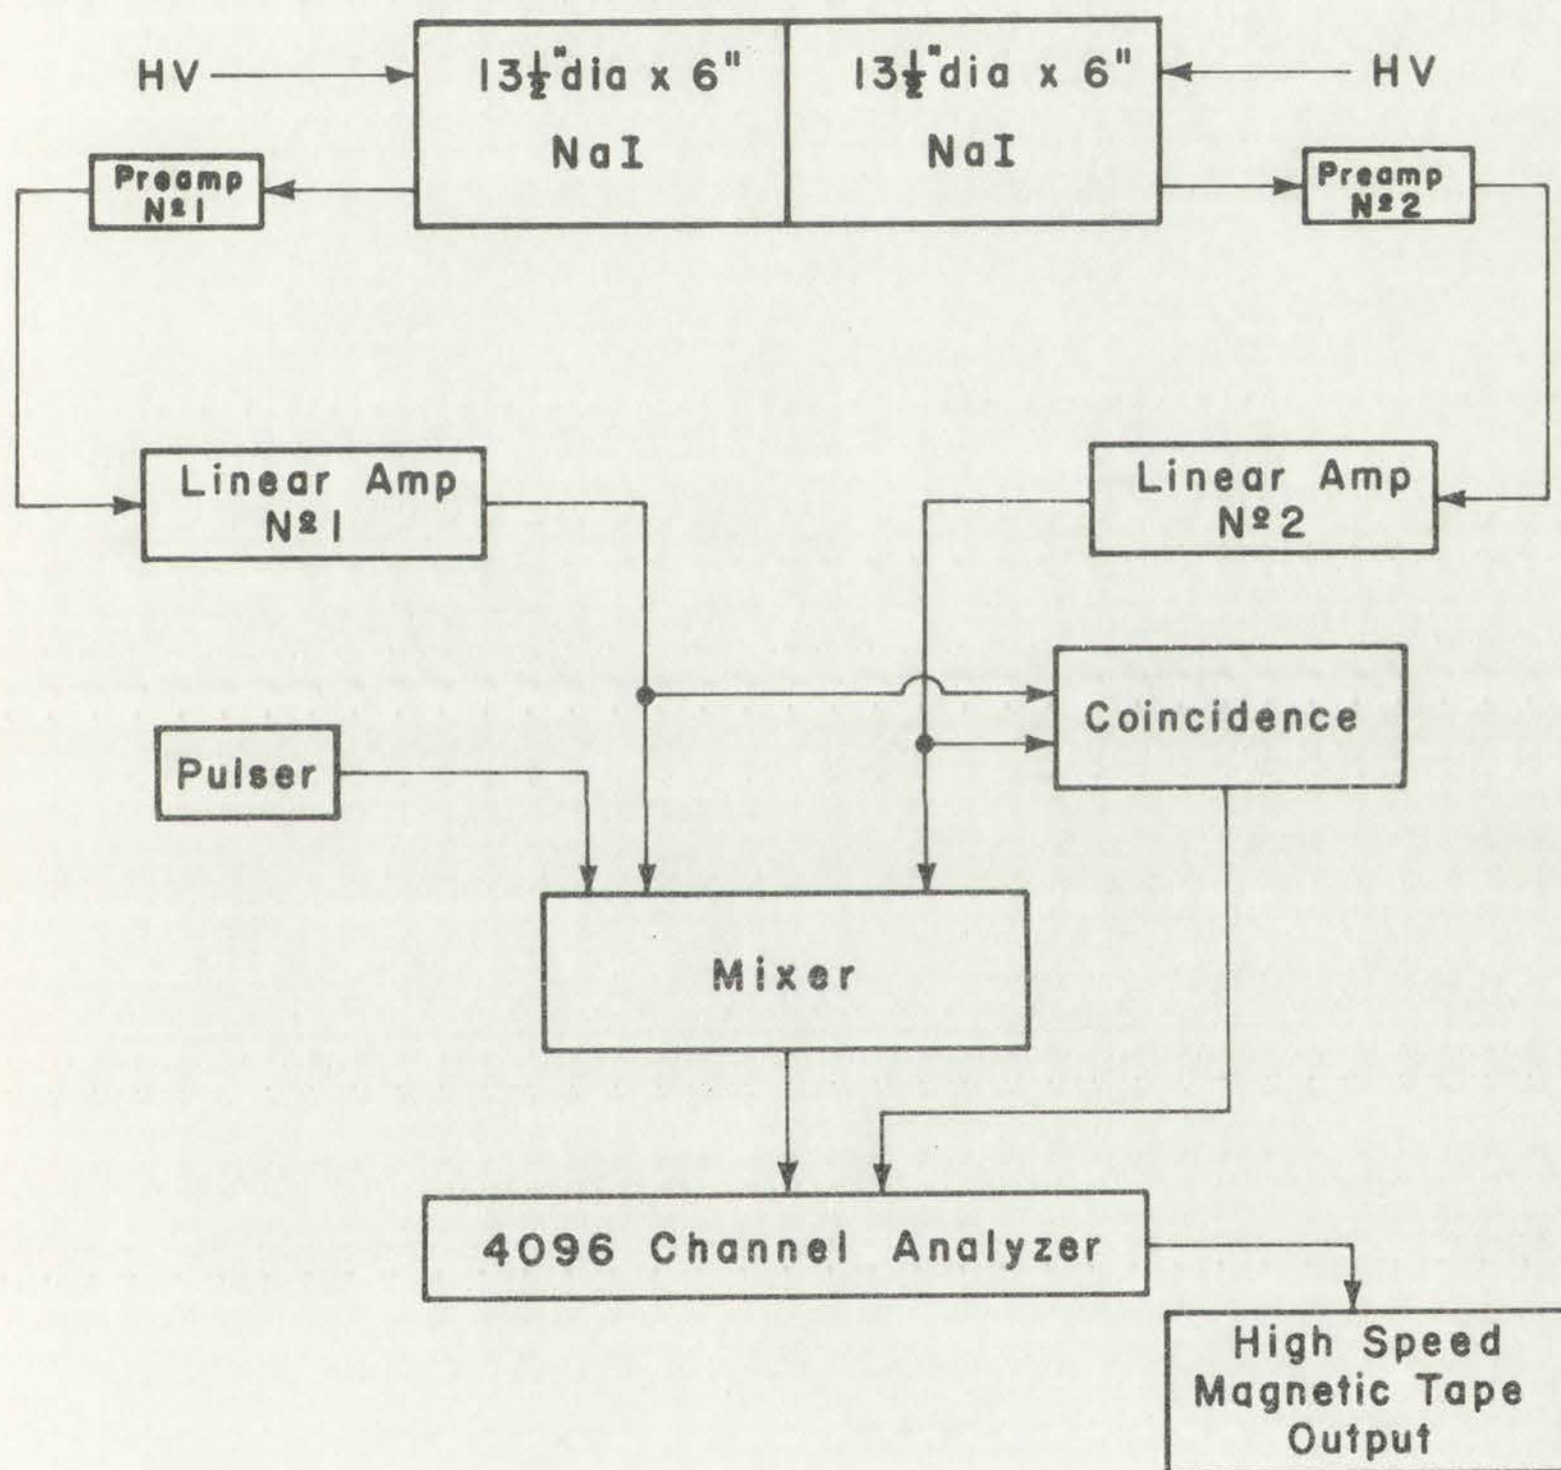 HV
13½" dia x 6"
NaI
13½" dia x 6"
NaI
HV
Preamp
Nº1
Preamp
Nº2
Linear Amp
Nº1
Linear Amp
Nº2
Coincidence
Pulser
Mixer
4096 Channel Analyzer
High Speed
Magnetic Tape
Output